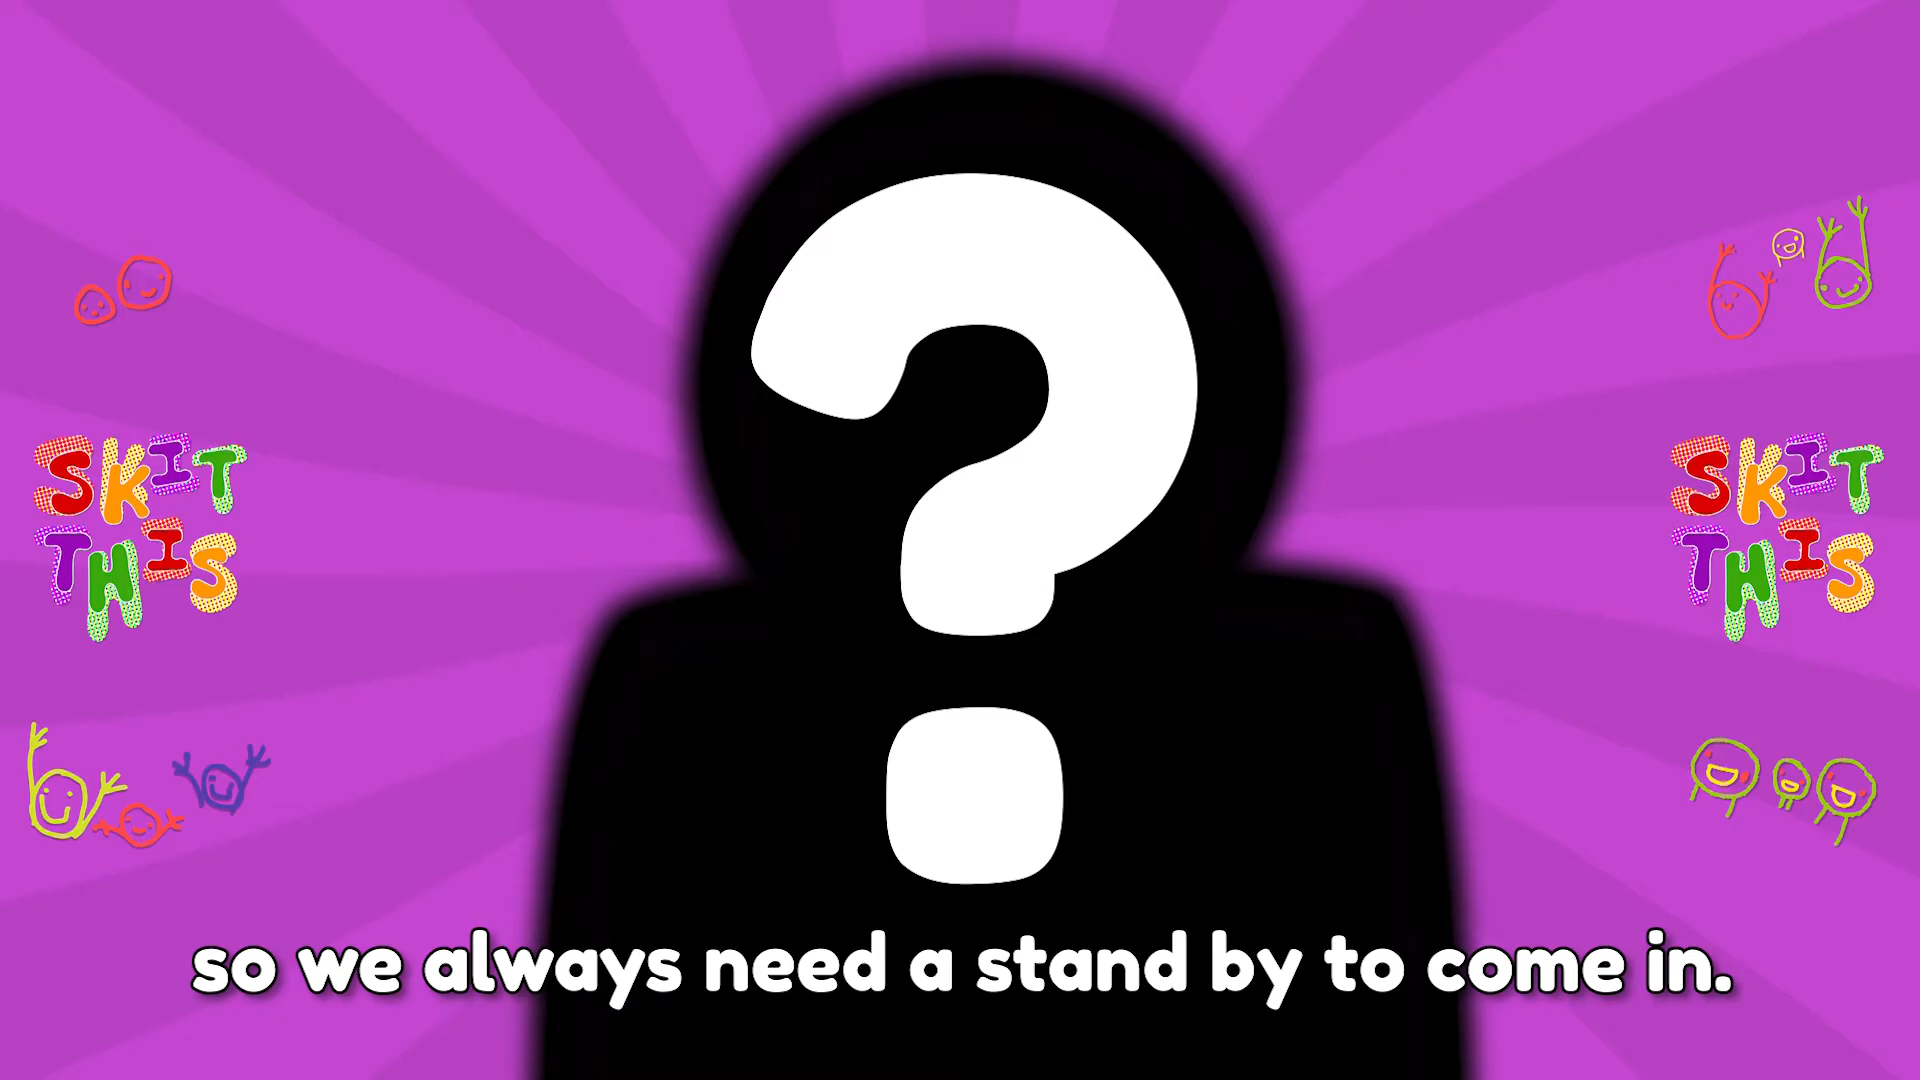 ?
SKIT
THIS
SKIT
THIS
so we always need a stand by to come in.